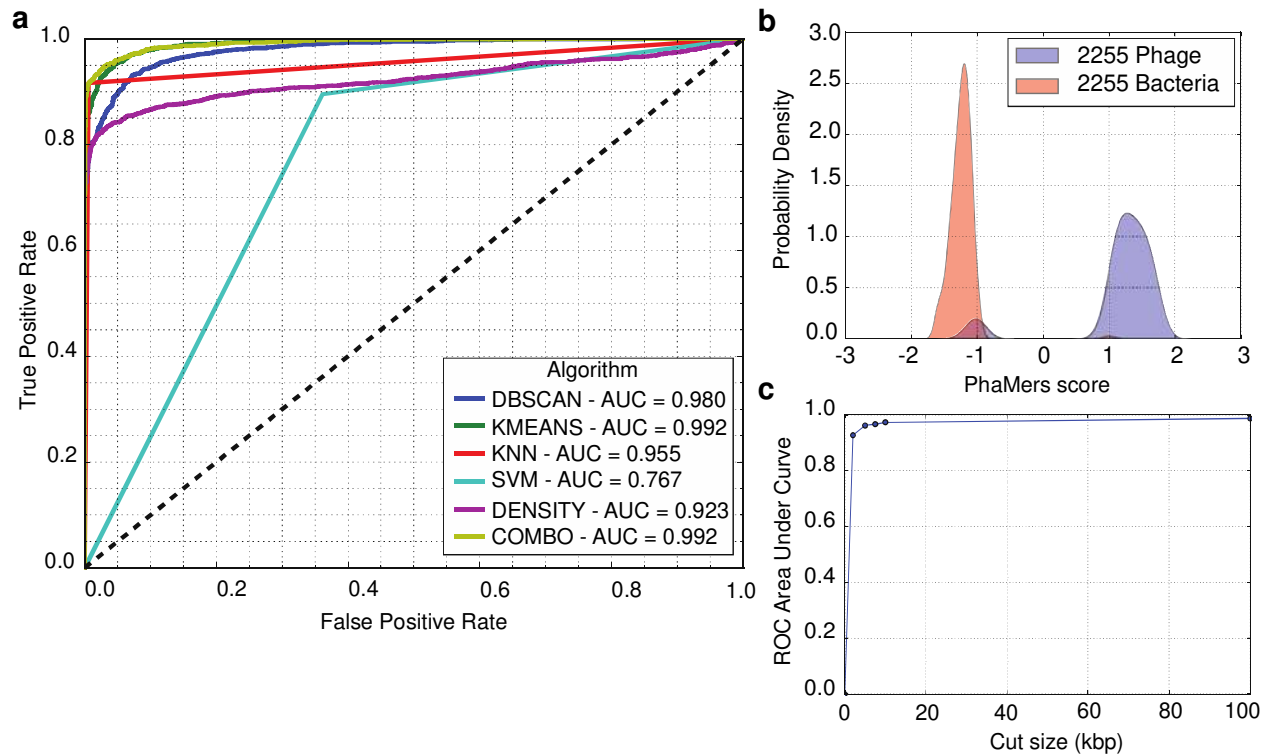 a
1.0
0.8
0.6
0.4
0.2
0.0
True Positive Rate
0.0
0.2
0.4
0.6
0.8
1.0
False Positive Rate
Algorithm
DBSCAN - AUC = 0.980
KMEANS - AUC = 0.992
KNN - AUC = 0.955
SVM - AUC = 0.767
DENSITY - AUC = 0.923
COMBO - AUC = 0.992
b
3.0
2.5
2.0
1.5
1.0
0.5
0.0
Probability Density
2255 Phage
2255 Bacteria
-3
-2
-1
0
1
2
3
PhaMers score
c
1.0
0.8
0.6
0.4
0.2
0.0
ROC Area Under Curve
0
20
40
60
80
100
Cut size (kbp)